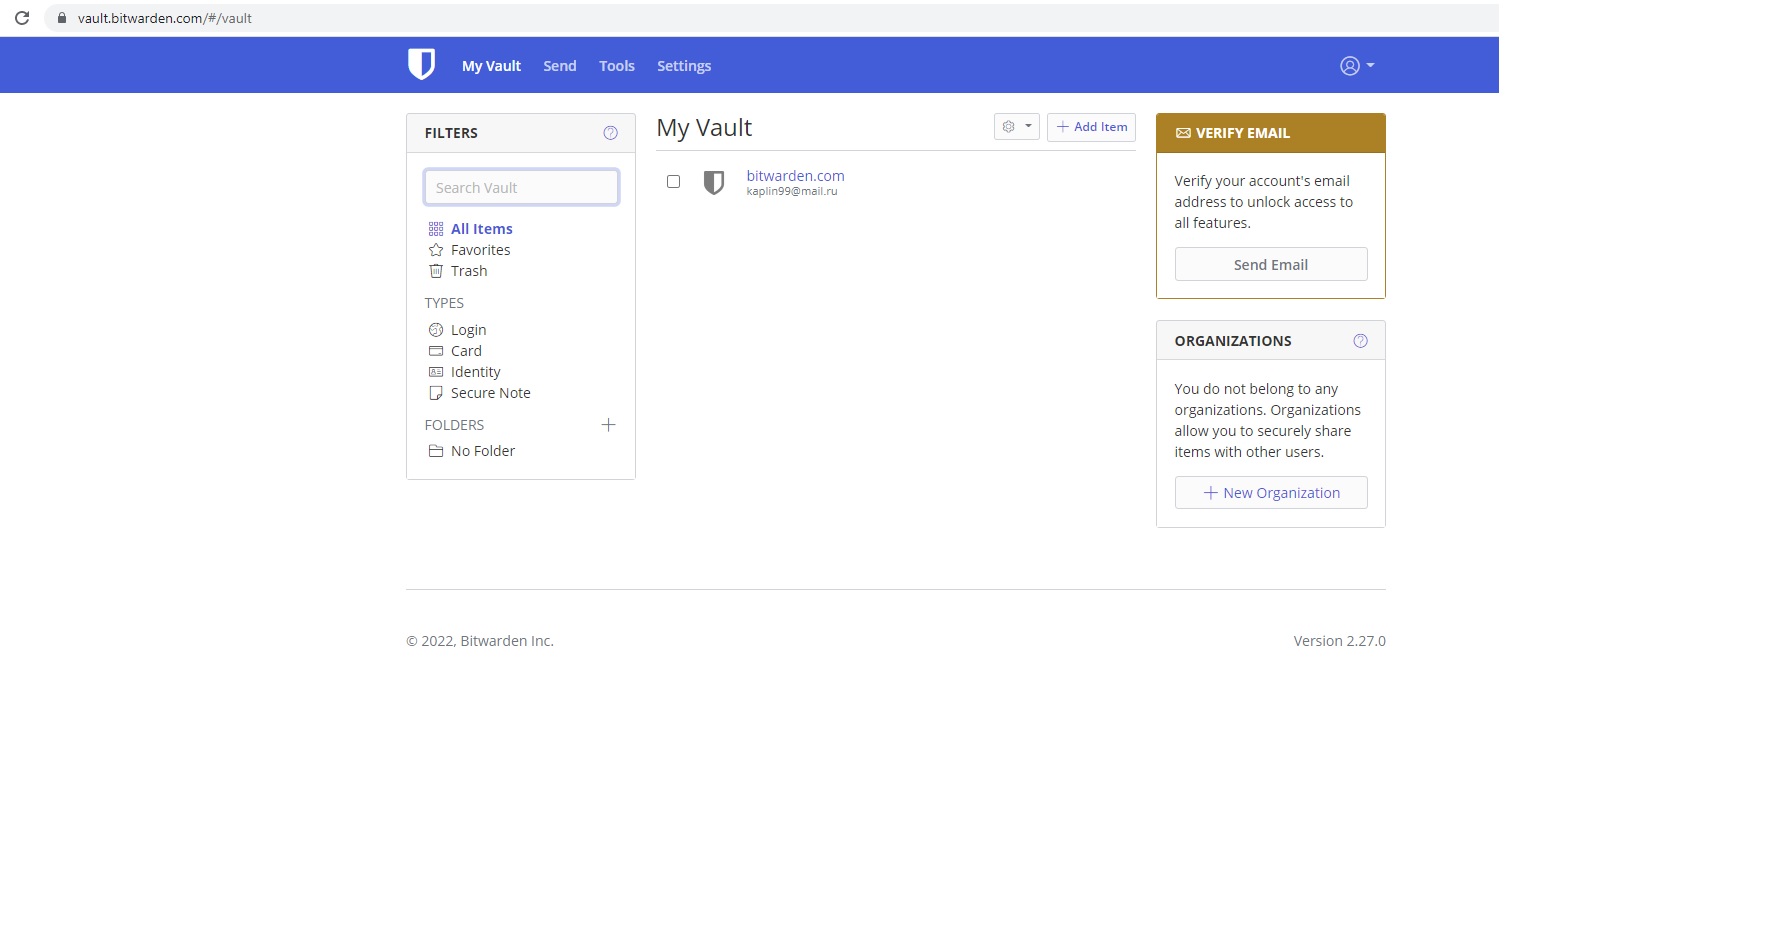 vault.bitwarden.com/#/vault
My Vault Send Tools Settings
FILTERS
Search Vault
All Items
Favorites
Trash
TYPES
Login
Card
Identity
Secure Note
FOLDERS
No Folder
My Vault
Add Item
bitwarden.com
kaplin99@mail.ru
VERIFY EMAIL
Verify your account's email
address to unlock access to
all features.
Send Email
ORGANIZATIONS
You do not belong to any
organizations. Organizations
allow you to securely share
items with other users.
New Organization
© 2022, Bitwarden Inc.
Version 2.27.0